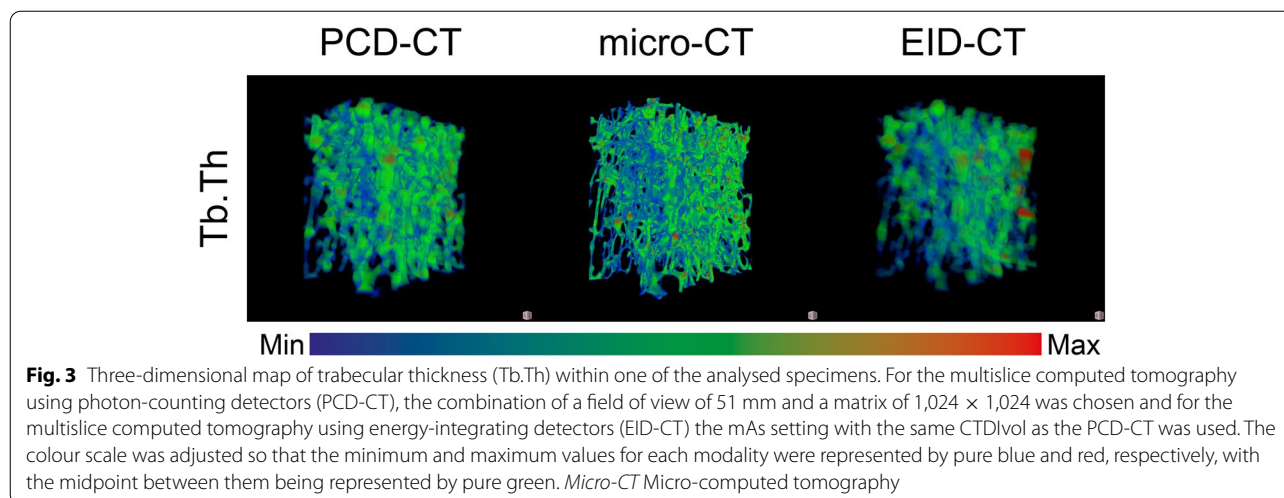 PCD-CT micro-CT EID-CT
Tb.Th
Min Max
Fig. 3 Three-dimensional map of trabecular thickness (Tb.Th) within one of the analysed specimens. For the multislice computed tomography
using photon-counting detectors (PCD-CT), the combination of a field of view of 51 mm and a matrix of 1,024 × 1,024 was chosen and for the
multislice computed tomography using energy-integrating detectors (EID-CT) the mAs setting with the same CTDIvol as the PCD-CT was used. The
colour scale was adjusted so that the minimum and maximum values for each modality were represented by pure blue and red, respectively, with
the midpoint between them being represented by pure green. Micro-CT Micro-computed tomography